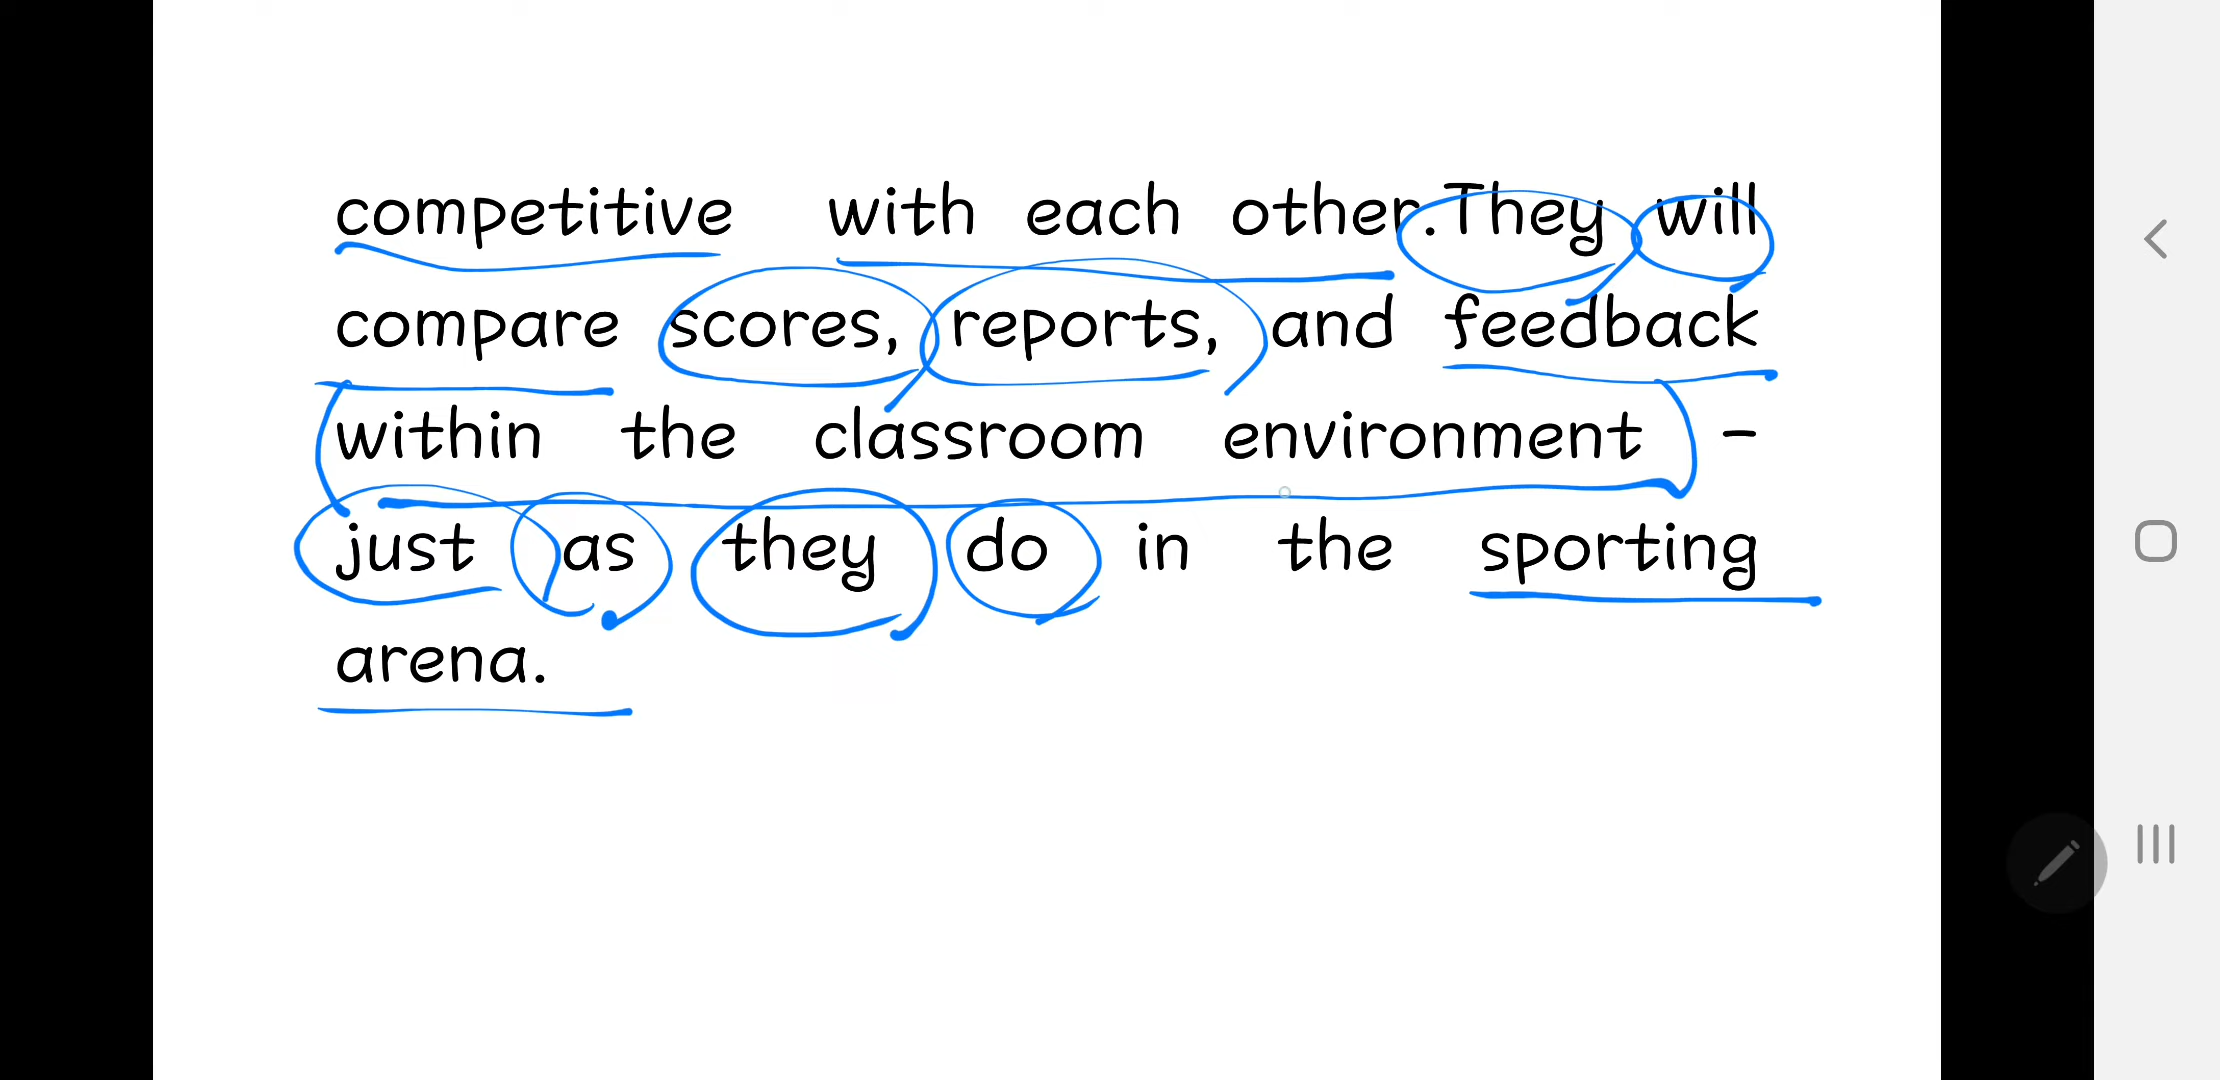 competitive with each other.They will
compare scores, reports, and feedback
within the classroom environment -
just as they do in the sporting
arena.